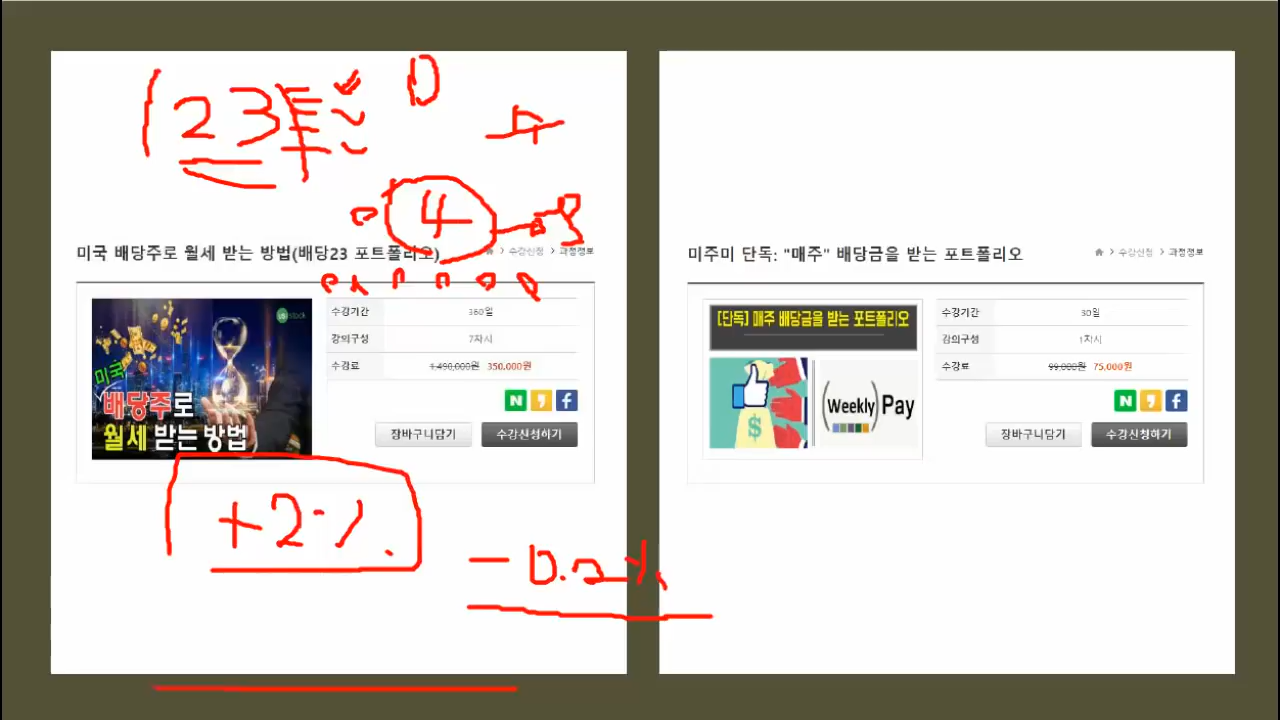 23
4
미국 배당주로 월세 받는 방법(배당23 포트폴리오)
> 수강신청 > 과정정보
us stock
미국
배당주로
월세 받는 방법
수강기간 360일
강의구성 7차시
수강료 1,490,000원 350,000원
N f
장바구니담기 수강신청하기
+2%
-0.2%
미주미 단독: "매주" 배당금을 받는 포트폴리오
> 수강신청 > 과정정보
[단독] 매주 배당금을 받는 포트폴리오
$
(Weekly) Pay
수강기간 30일
강의구성 1차시
수강료 99,000원 75,000원
N f
장바구니담기 수강신청하기